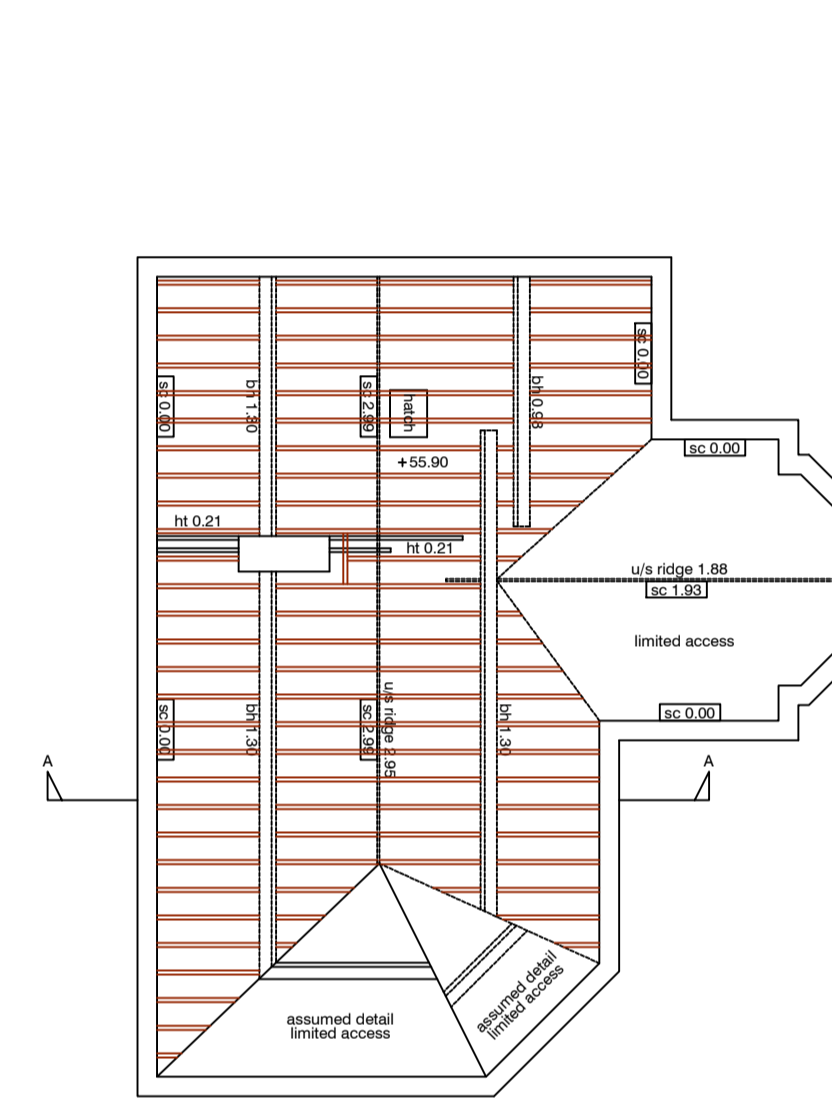 sc 0.00
sc 0.00
bh 1.30
sc 2.99
hatch
bh 0.98
sc 0.00
+55.90
ht 0.21
ht 0.21
u/s ridge 1.88
sc 1.93
limited access
sc 0.00
sc 0.00
bh 1.30
sc 2.99
u/s ridge 2.95
bh 1.30
A
A
assumed detail
limited access
assumed detail
limited access